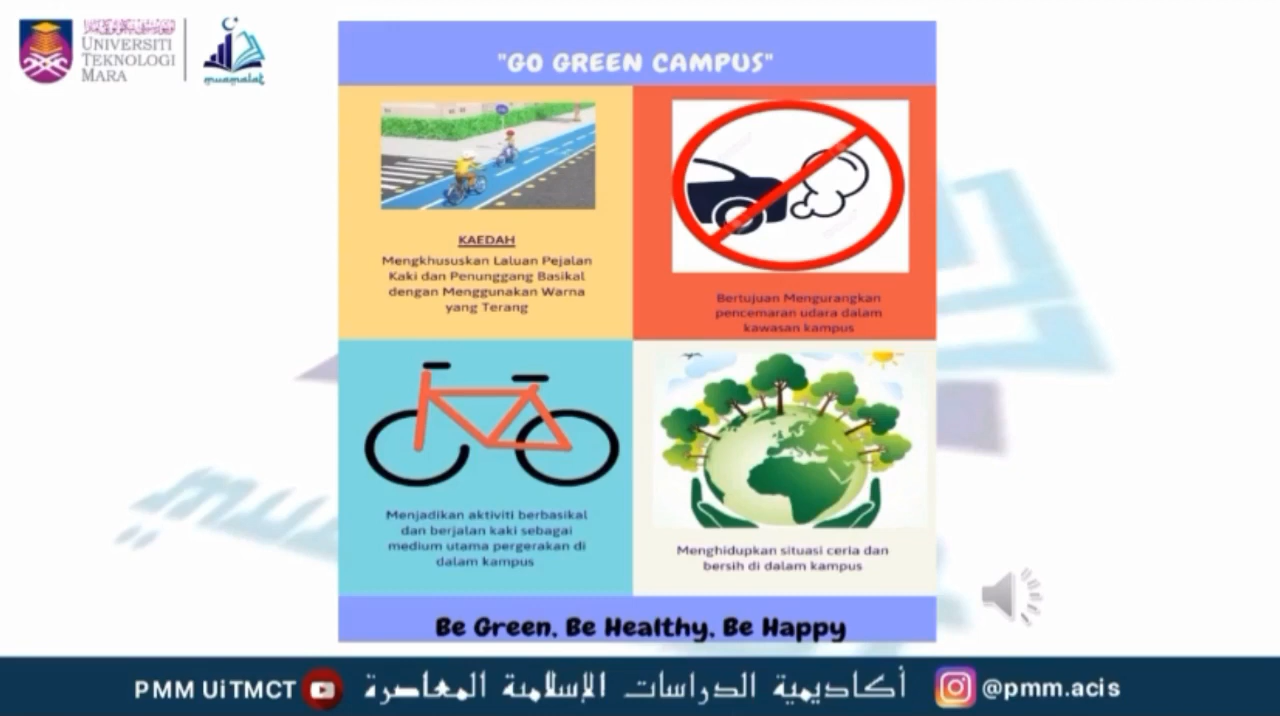 UNIVERSITI
TEKNOLOGI
MARA
muamalat
"GO GREEN CAMPUS"
KAEDAH
Mengkhususkan Laluan Pejalan
Kaki dan Penunggang Basikal
dengan Menggunakan Warna
yang Terang
Bertujuan Mengurangkan
pencemaran udara dalam
kawasan kampus
Menjadikan aktiviti berbasikal
dan berjalan kaki sebagai
medium utama pergerakan di
dalam kampus
Menghidupkan situasi ceria dan
bersih di dalam kampus
Be Green, Be Healthy, Be Happy
PMM UiTMCT أكاديمية الدراسات الإسلامية المعاصرة @pmm.acis